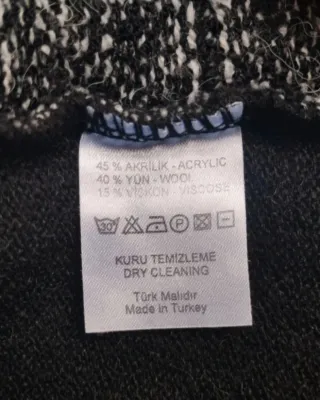 45 % AKRİLİK - ACRYLIC
40 % YÜN - WOOL
15 % VİSKON - VISCOSE
30° P
KURU TEMİZLEME
DRY CLEANING
Türk Malıdır
Made in Turkey